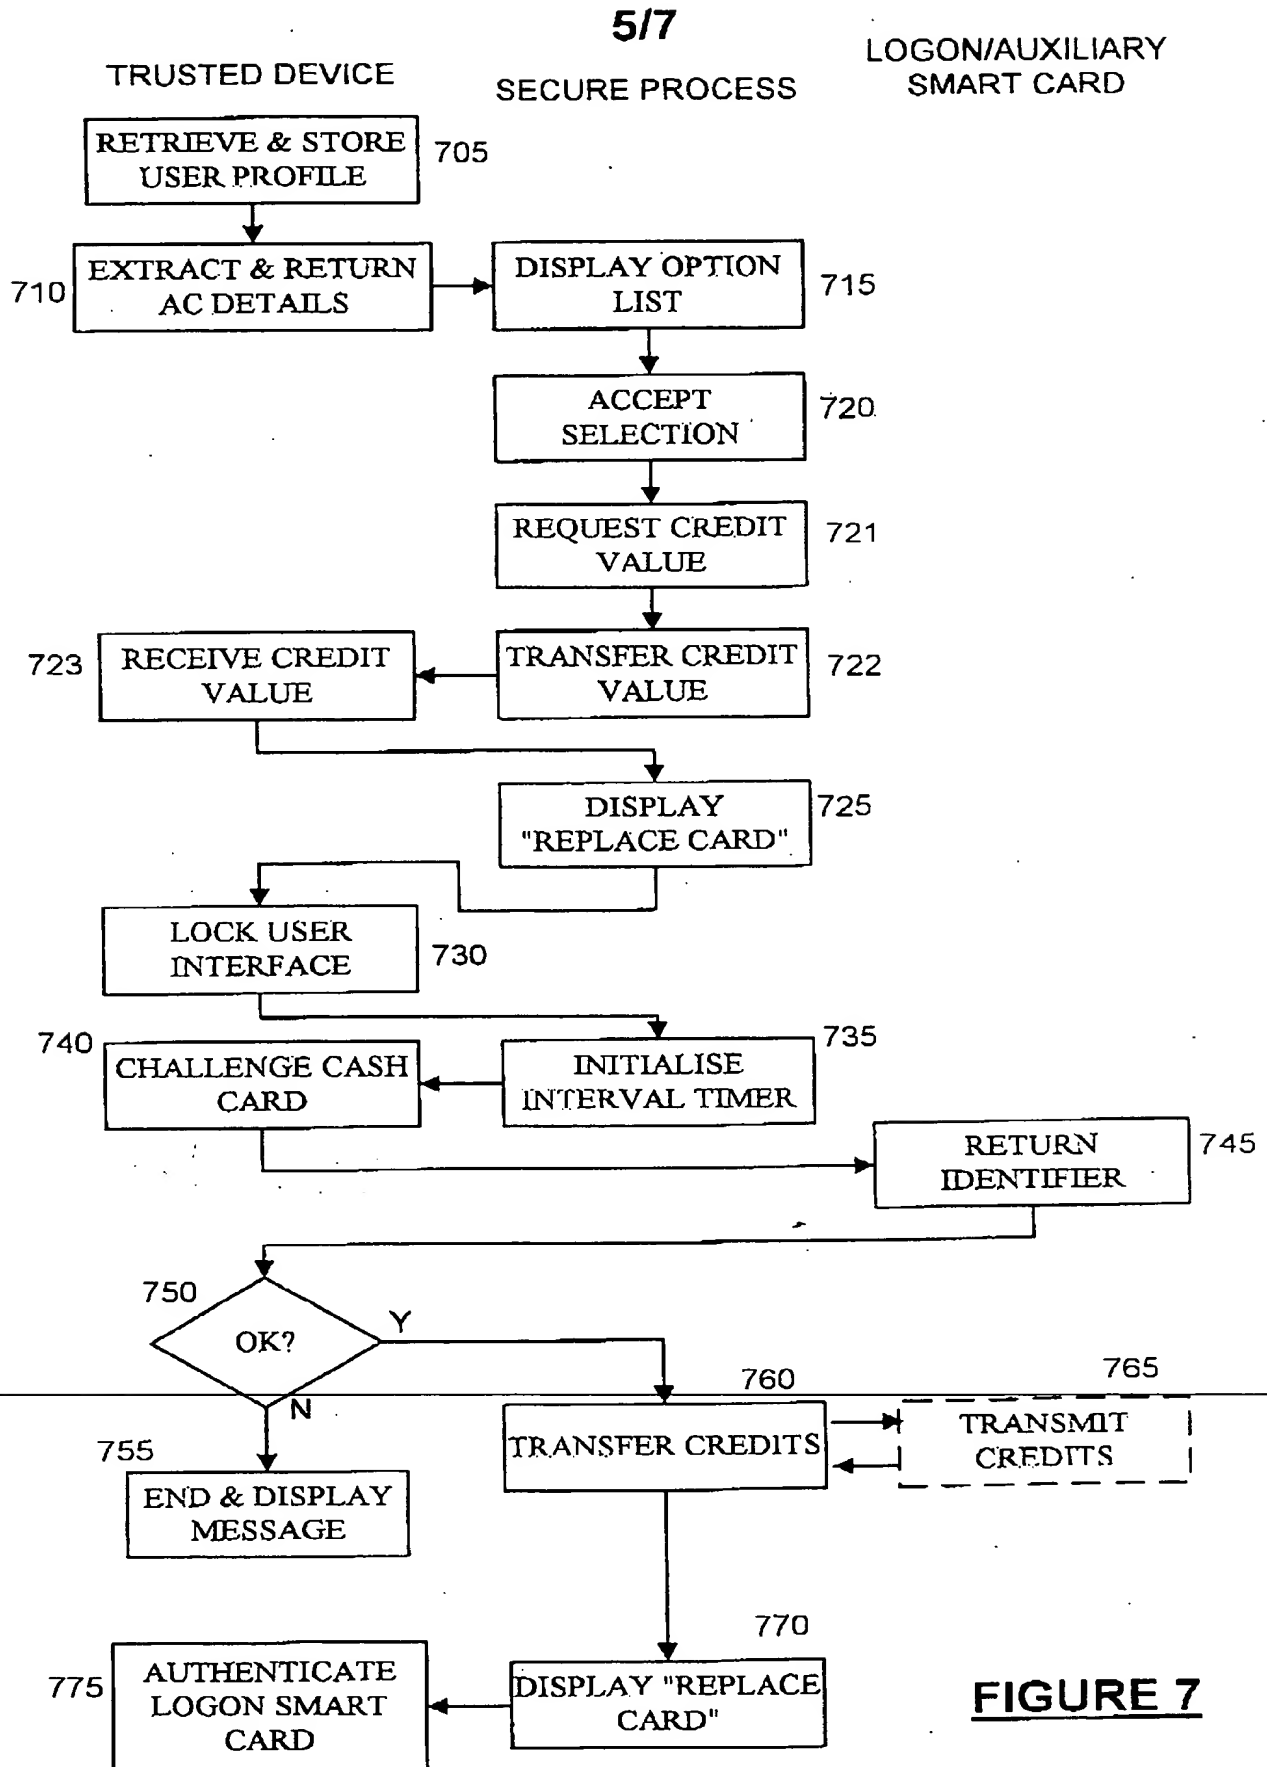 5/7
TRUSTED DEVICE
SECURE PROCESS
LOGON/AUXILIARY
SMART CARD
RETRIEVE & STORE
USER PROFILE
705
710
EXTRACT & RETURN
AC DETAILS
DISPLAY OPTION
LIST
715
ACCEPT
SELECTION
720
REQUEST CREDIT
VALUE
721
723
RECEIVE CREDIT
VALUE
TRANSFER CREDIT
VALUE
722
DISPLAY
"REPLACE CARD"
725
LOCK USER
INTERFACE
730
740
CHALLENGE CASH
CARD
INITIALISE
INTERVAL TIMER
735
RETURN
IDENTIFIER
745
750
OK?
Y
N
760
TRANSFER CREDITS
765
TRANSMIT
CREDITS
755
END & DISPLAY
MESSAGE
770
DISPLAY "REPLACE
CARD"
775
AUTHENTICATE
LOGON SMART
CARD
FIGURE 7